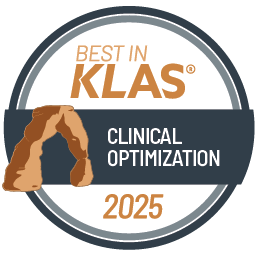 BEST IN
KLAS®
CLINICAL
OPTIMIZATION
2025